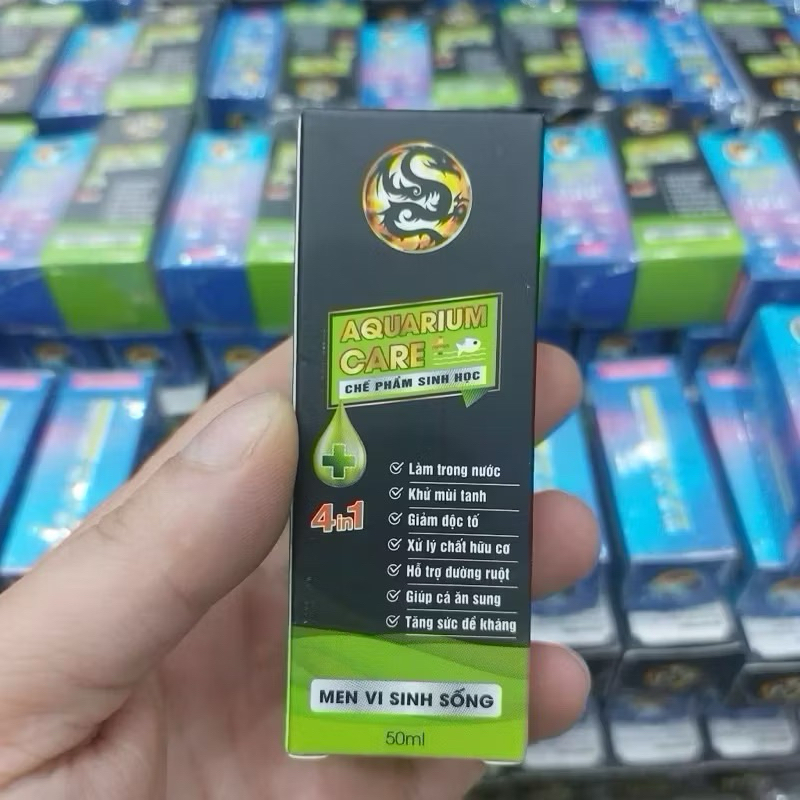 AQUARIUM
CARE+
CHẾ PHẨM SINH HỌC
4in1
Làm trong nước
Khử mùi tanh
Giảm độc tố
Xử lý chất hữu cơ
Hỗ trợ đường ruột
Giúp cá ăn sung
Tăng sức đề kháng
MEN VI SINH SỐNG
50ml